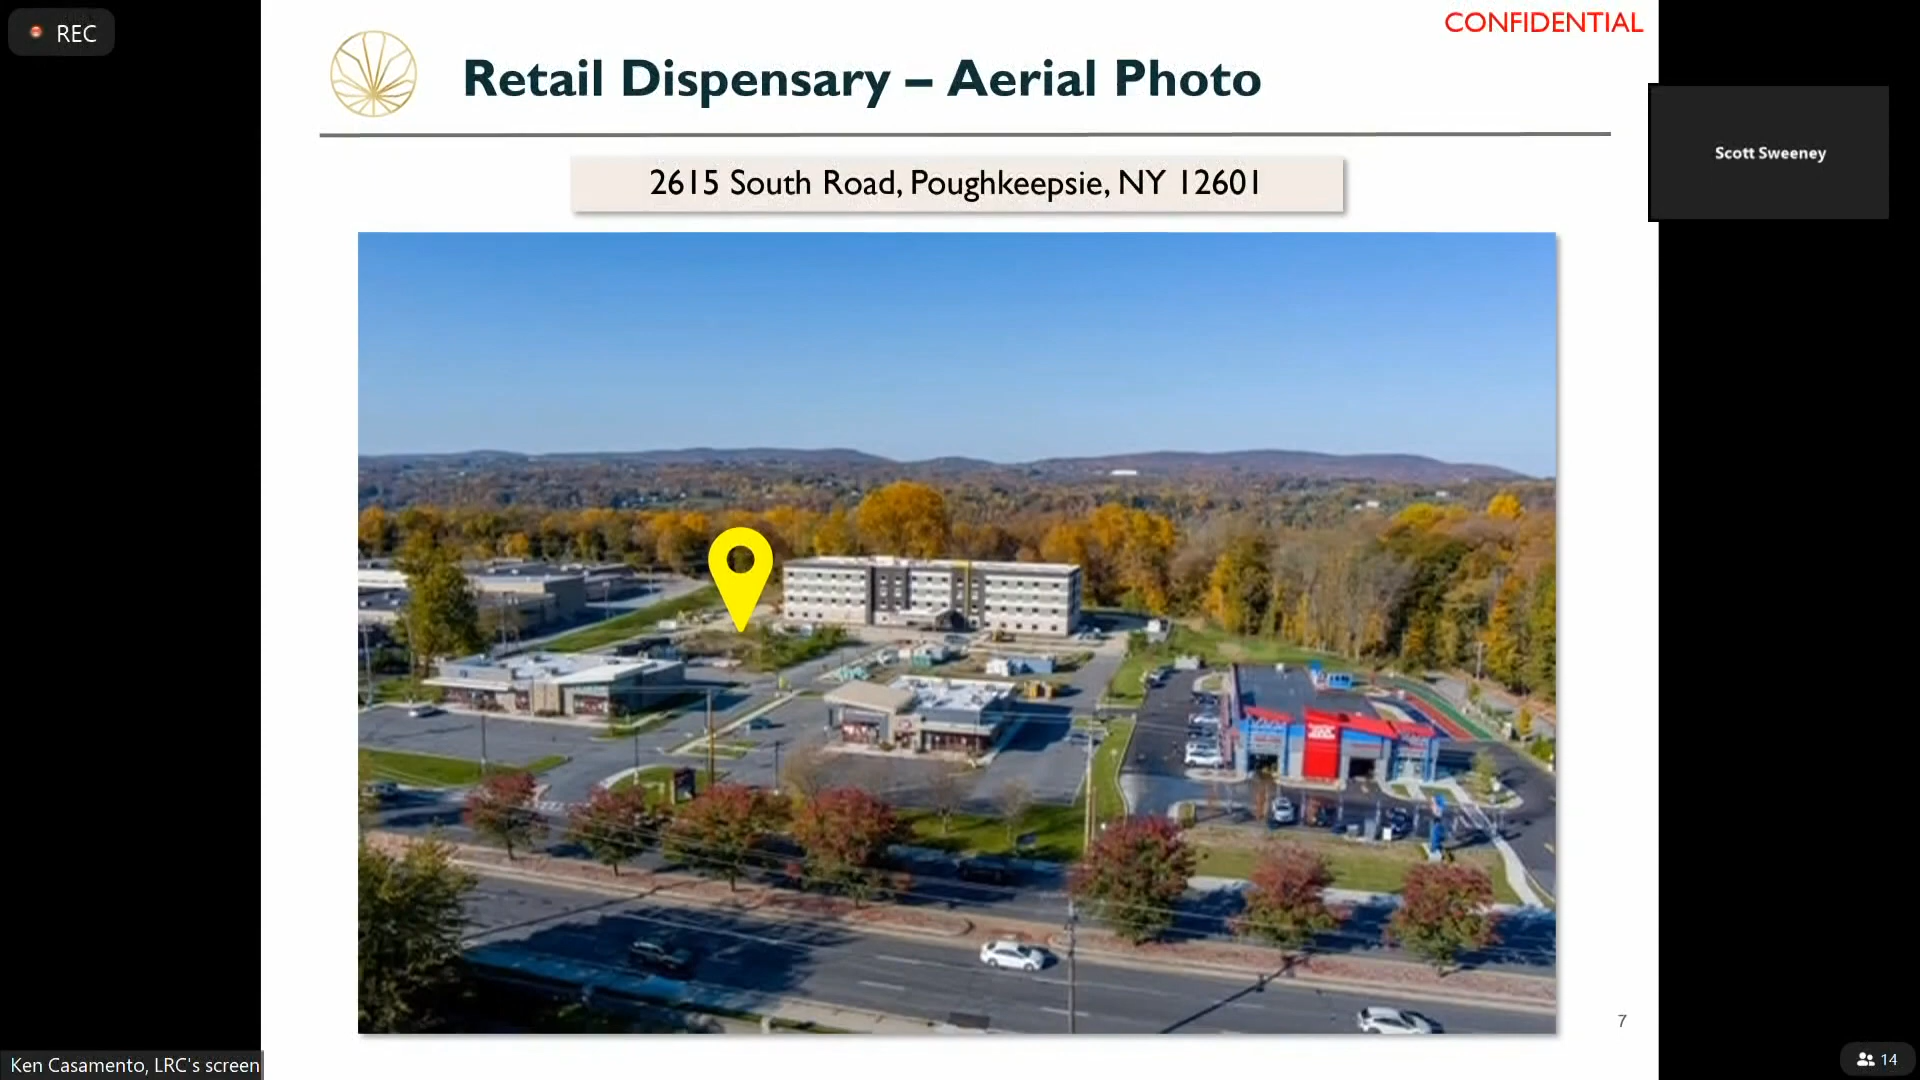 REC
CONFIDENTIAL
Retail Dispensary – Aerial Photo
Scott Sweeney
2615 South Road, Poughkeepsie, NY 12601
7
Ken Casamento, LRC's screen
14